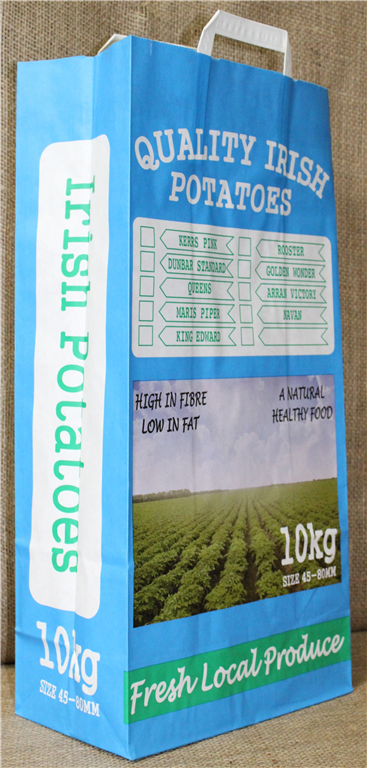 QUALITY IRISH
POTATOES
KERRS PINK
ROOSTER
DUNBAR STANDARD
GOLDEN WONDER
QUEENS
ARRAN VICTORY
MARIS PIPER
NAVAN
KING EDWARD
HIGH IN FIBRE
LOW IN FAT
A NATURAL
HEALTHY FOOD
10kg
SIZE 45-80MM
Fresh Local Produce
Irish Potatoes
10kg
SIZE 45-80MM